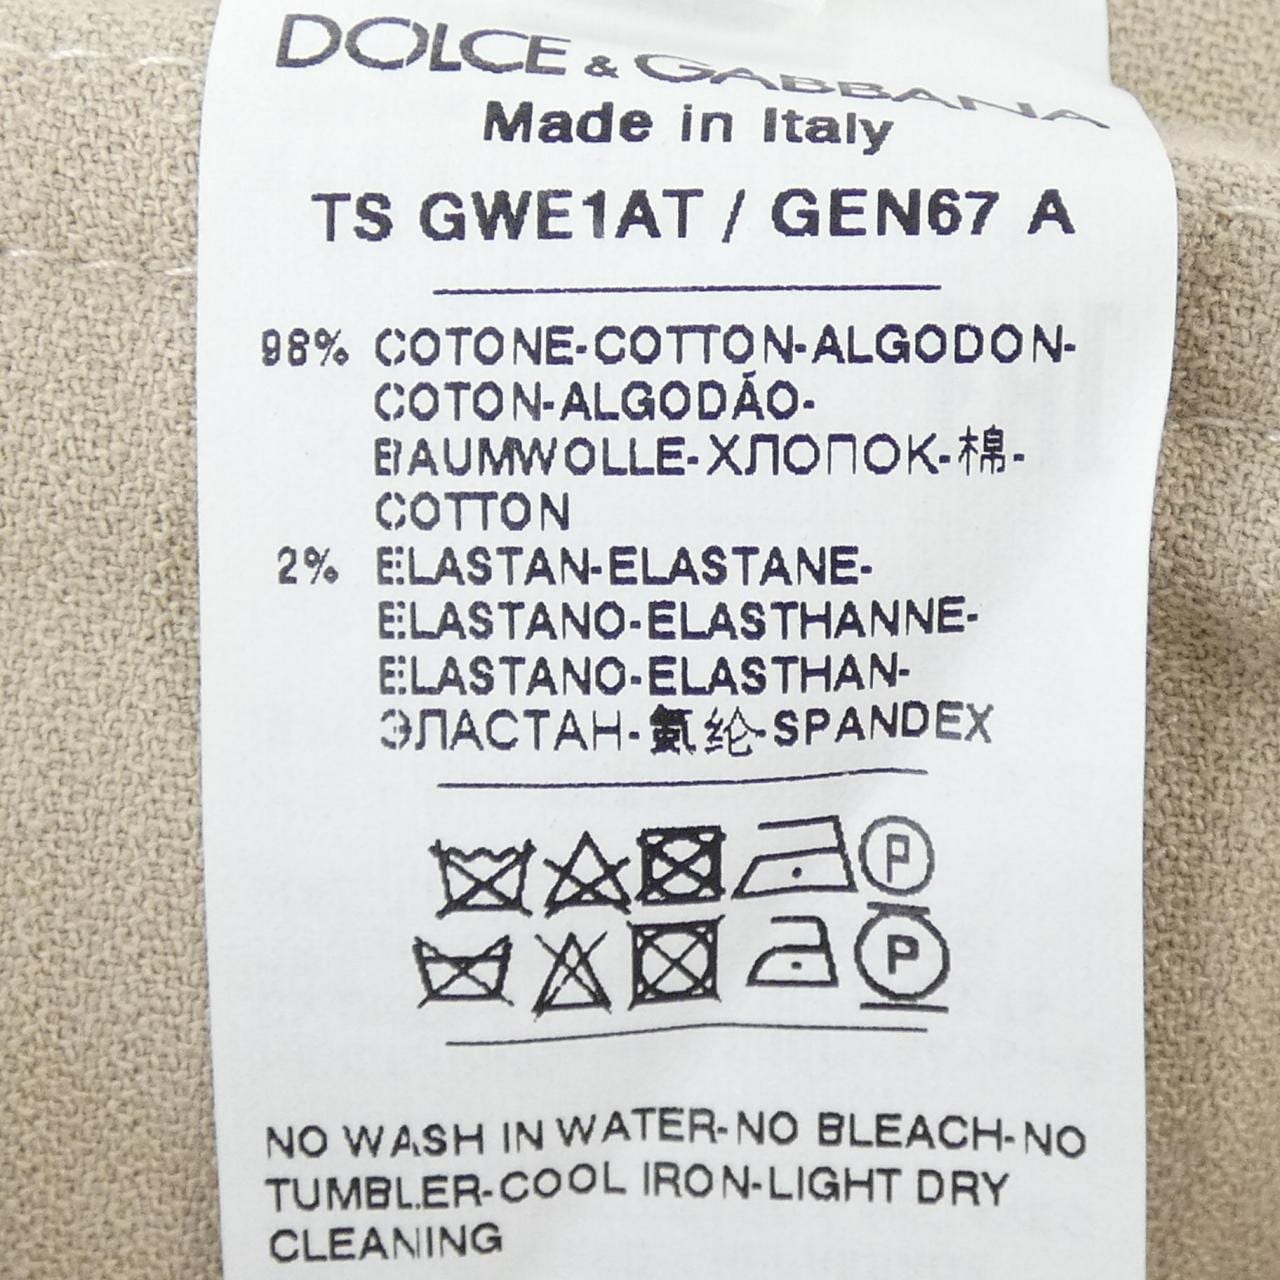 DOLCE & GABBANA
Made in Italy
TS GWE1AT / GEN67 A
98% COTONE-COTTON-ALGODON-
COTON-ALGODÃO-
BAUMWOLLE-ХЛОПОК-棉-
COTTON
2% ELASTAN-ELASTANE-
ELASTANO-ELASTHANNE-
ELASTANO-ELASTHAN-
ЭЛАСТАН-氨纶-SPANDEX
P
P
NO WASH IN WATER-NO BLEACH-NO
TUMBLER-COOL IRON-LIGHT DRY
CLEANING